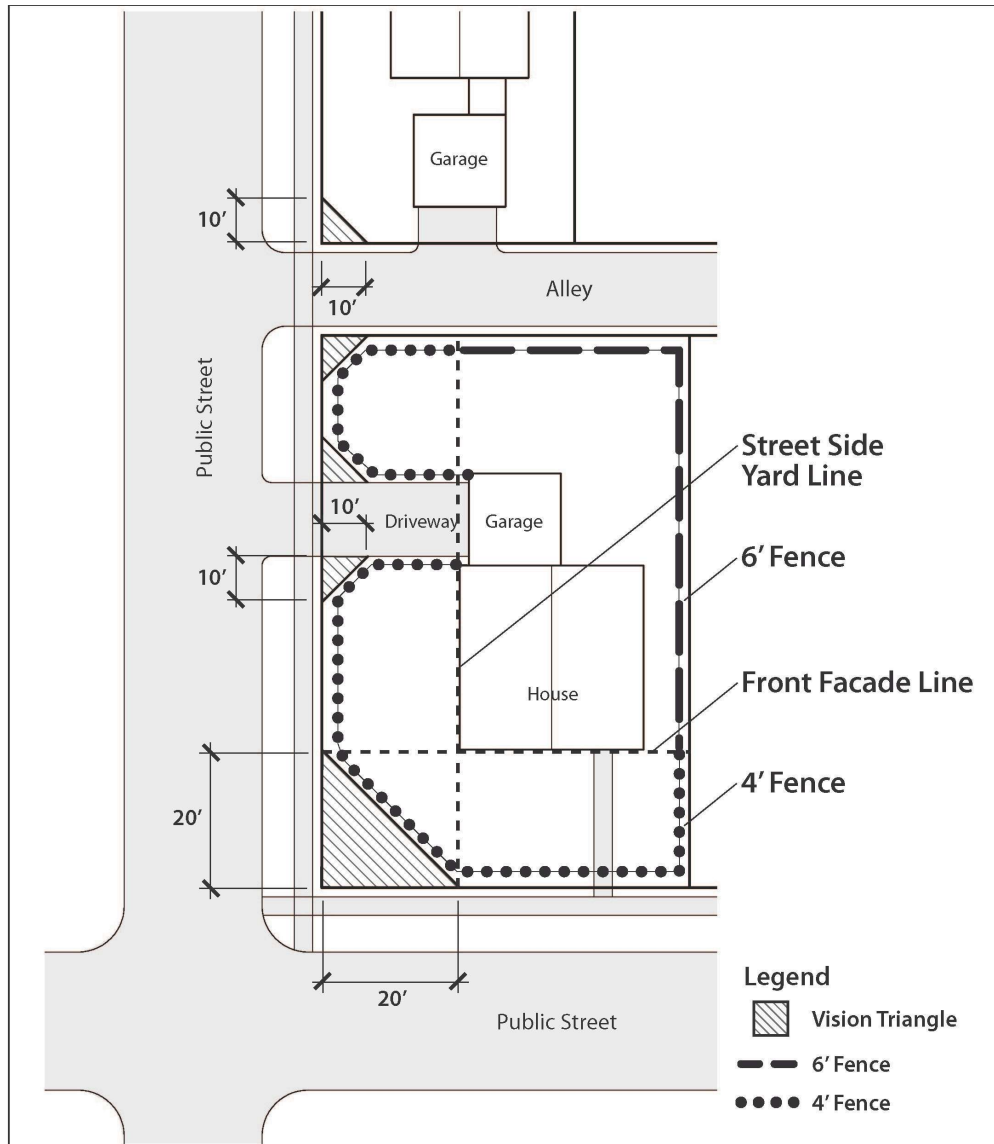 Garage
10’
10’
Alley
Public Street
Street Side
Yard Line
10’
Driveway
Garage
6’ Fence
10’
House
Front Facade Line
4’ Fence
20’
20’
Public Street
Legend
Vision Triangle
6’ Fence
4’ Fence